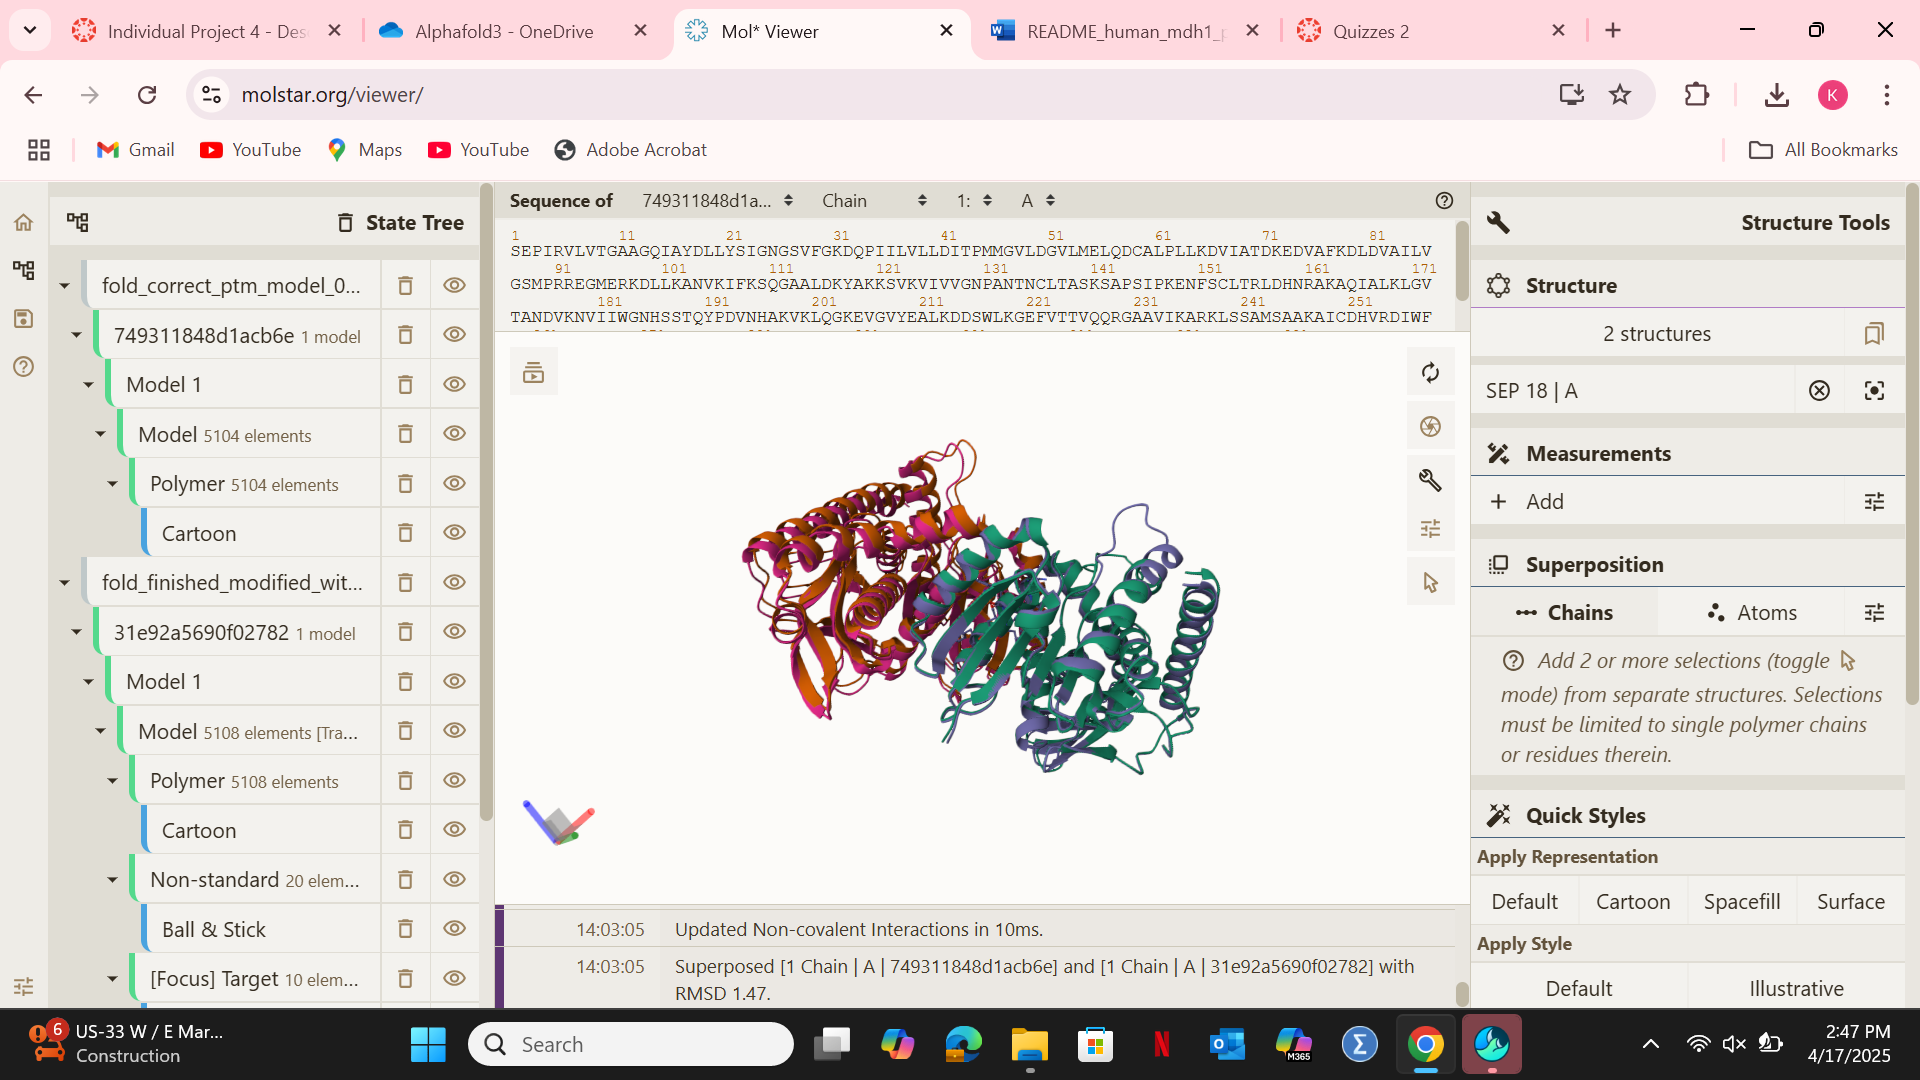 Individual Project 4 - Des
Alphafold3 - OneDrive
Mol* Viewer
README_human_mdh1_p
Quizzes 2
molstar.org/viewer/
K
Gmail
YouTube
Maps
YouTube
Adobe Acrobat
All Bookmarks
State Tree
fold_correct_ptm_model_0...
749311848d1acb6e 1 model
Model 1
Model 5104 elements
Polymer 5104 elements
Cartoon
fold_finished_modified_wit...
31e92a5690f02782 1 model
Model 1
Model 5108 elements [Tra...
Polymer 5108 elements
Cartoon
Non-standard 20 elem...
Ball & Stick
[Focus] Target 10 elem...
Sequence of 749311848d1a... Chain 1: A
1 11 21 31 41 51 61 71 81
SEPIRVLVTGAAGQIAYDLLYSIGNGSVFGKDQPIILVLLDITPMMGVLDGVLMELQDCALPLLKDVIATDKEDVAFKDLDVAILV
91 101 111 121 131 141 151 161 171
GSMPRREGMERKDLLKANVKIFKSQGAALDKYAKKSVKVIVVGNPANTNCLTASKSAPSIPKENFSCLTRLDHNRAKAQIALKLGV
181 191 201 211 221 231 241 251
TANDVKNVIIWGNHSSTQYPDVNHAKVKLQGKEVGVYEALKDDSWLKGEFVTTVQQRGAAVIKARKLSSAMSAAKAICDHVRDIWF
14:03:05 Updated Non-covalent Interactions in 10ms.
14:03:05 Superposed [1 Chain | A | 749311848d1acb6e] and [1 Chain | A | 31e92a5690f02782] with
RMSD 1.47.
Structure Tools
Structure
2 structures
SEP 18 | A
Measurements
+ Add
Superposition
Chains
Atoms
Add 2 or more selections (toggle
mode) from separate structures. Selections
must be limited to single polymer chains
or residues therein.
Quick Styles
Apply Representation
Default Cartoon Spacefill Surface
Apply Style
Default Illustrative
6
US-33 W / E Mar...
Construction
Search
M365
2:47 PM
4/17/2025